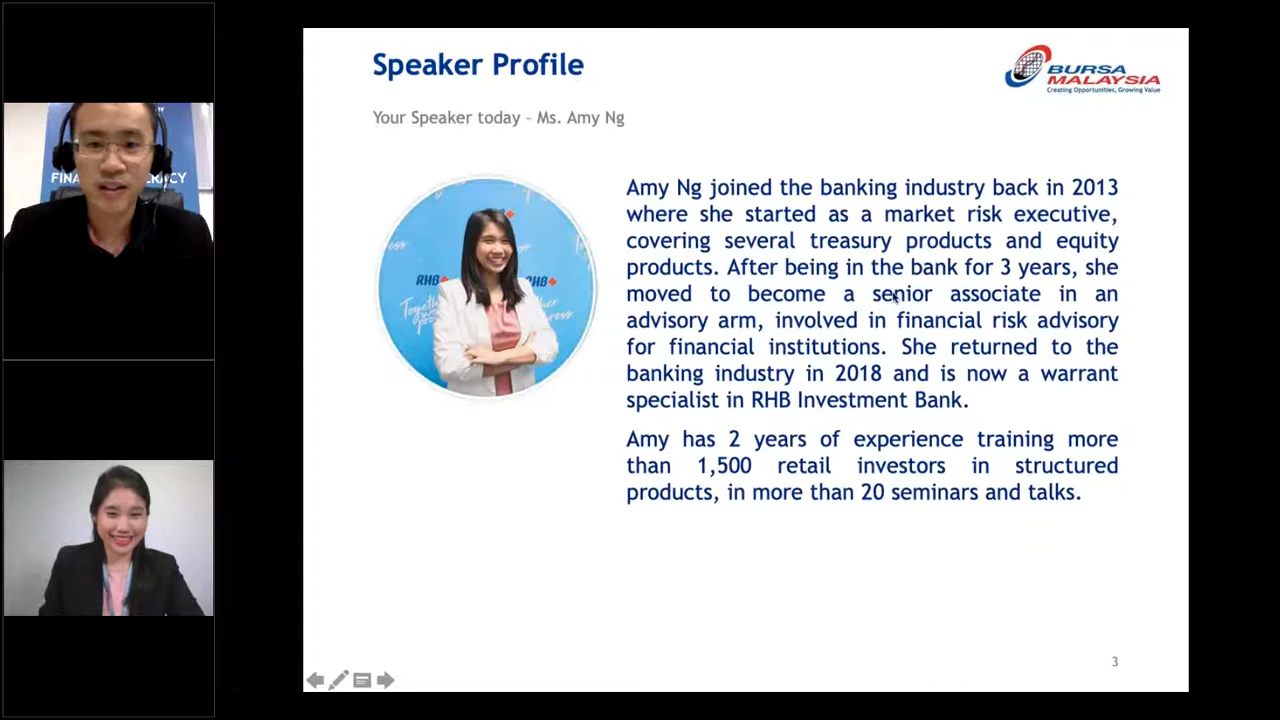 Speaker Profile
BURSA
MALAYSIA
Creating Opportunities, Growing Value
Your Speaker today – Ms. Amy Ng
Amy Ng joined the banking industry back in 2013
where she started as a market risk executive,
covering several treasury products and equity
products. After being in the bank for 3 years, she
moved to become a senior associate in an
advisory arm, involved in financial risk advisory
for financial institutions. She returned to the
banking industry in 2018 and is now a warrant
specialist in RHB Investment Bank.
Amy has 2 years of experience training more
than 1,500 retail investors in structured
products, in more than 20 seminars and talks.
RHB
3